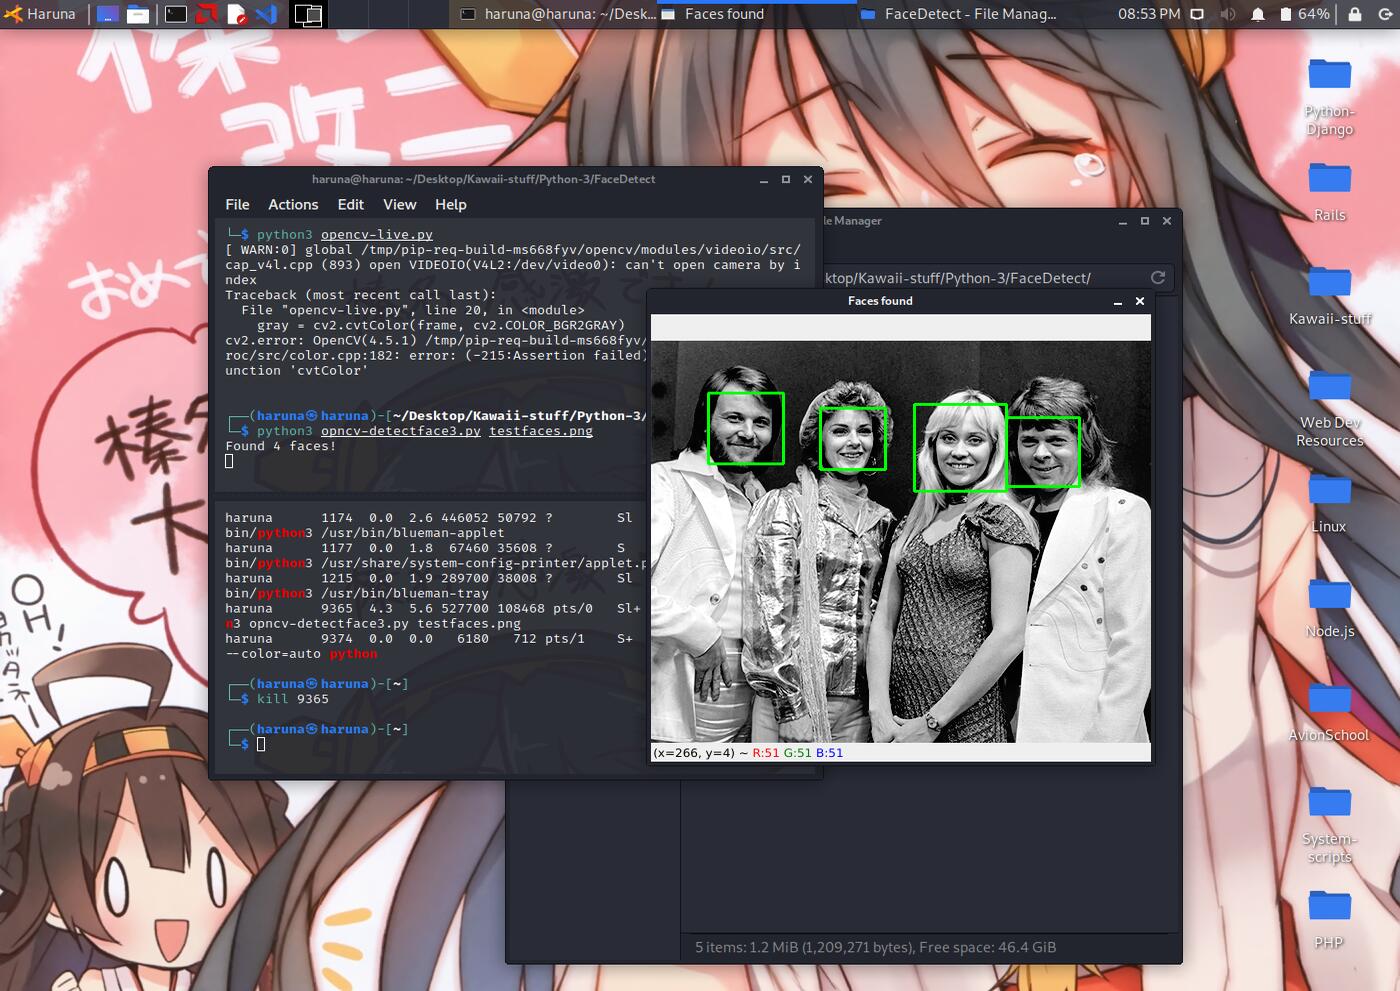 Haruna
haruna@haruna: ~/Desk...
Faces found
FaceDetect - File Manag...
08:53 PM
64%
改二
おめで
榛名
大
OH!
Python-
Django
Rails
Kawaii-stuff
Web Dev
Resources
Linux
Node.js
AvionSchool
System-
scripts
PHP
haruna@haruna: ~/Desktop/Kawaii-stuff/Python-3/FaceDetect
File Actions Edit View Help
└─$ python3 opencv-live.py
[ WARN:0] global /tmp/pip-req-build-ms668fyv/opencv/modules/videoio/src/
cap_v4l.cpp (893) open VIDEOIO(V4L2:/dev/video0): can't open camera by i
ndex
Traceback (most recent call last):
  File "opencv-live.py", line 20, in <module>
    gray = cv2.cvtColor(frame, cv2.COLOR_BGR2GRAY)
cv2.error: OpenCV(4.5.1) /tmp/pip-req-build-ms668fyv/
roc/src/color.cpp:182: error: (-215:Assertion failed)
unction 'cvtColor'
┌──(haruna㉿haruna)-[~/Desktop/Kawaii-stuff/Python-3/
└─$ python3 opncv-detectface3.py testfaces.png
Found 4 faces!
haruna 1174 0.0 2.6 446052 50792 ? Sl
bin/python3 /usr/bin/blueman-applet
haruna 1177 0.0 1.8 67460 35608 ? S
bin/python3 /usr/share/system-config-printer/applet.p
haruna 1215 0.0 1.9 289700 38008 ? Sl
bin/python3 /usr/bin/blueman-tray
haruna 9365 4.3 5.6 527700 108468 pts/0 Sl+
n3 opncv-detectface3.py testfaces.png
haruna 9374 0.0 0.0 6180 712 pts/1 S+
--color=auto python
┌──(haruna㉿haruna)-[~]
└─$ kill 9365
┌──(haruna㉿haruna)-[~]
└─$
le Manager
ktop/Kawaii-stuff/Python-3/FaceDetect/
Faces found
(x=266, y=4) ~ R:51 G:51 B:51
5 items: 1.2 MiB (1,209,271 bytes), Free space: 46.4 GiB